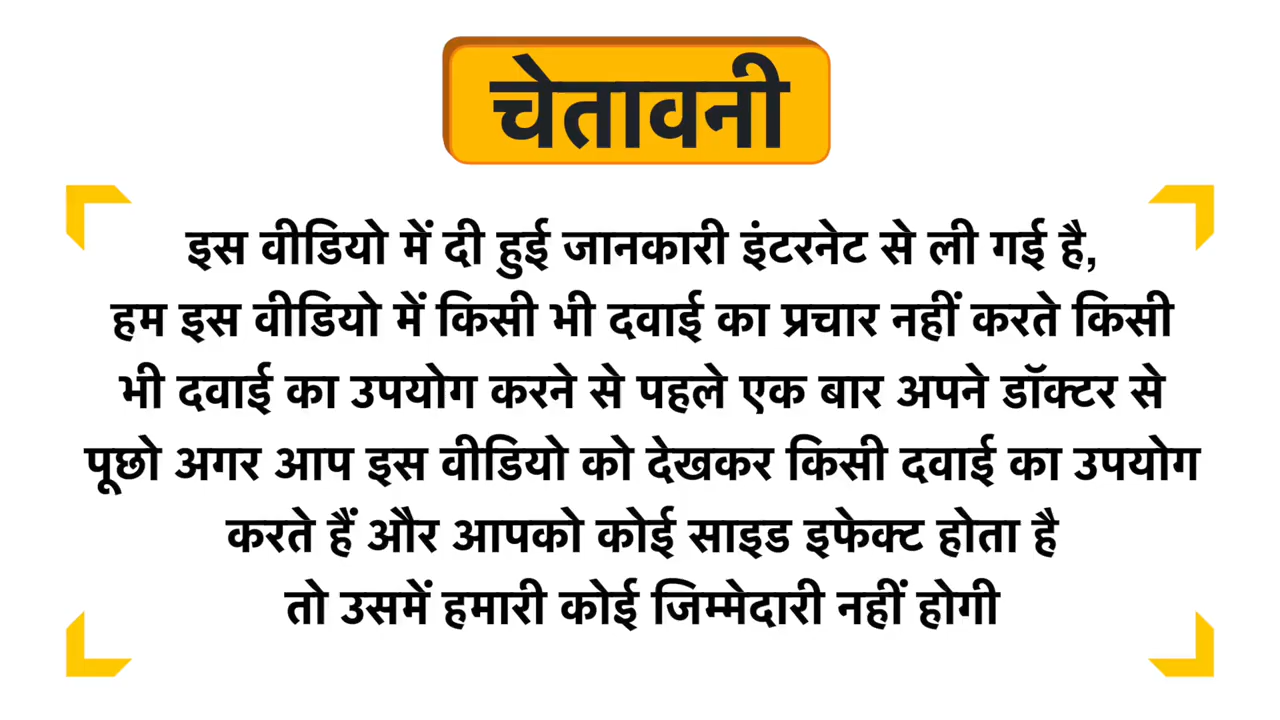 चेतावनी
इस वीडियो में दी हुई जानकारी इंटरनेट से ली गई है,
हम इस वीडियो में किसी भी दवाई का प्रचार नहीं करते किसी
भी दवाई का उपयोग करने से पहले एक बार अपने डॉक्टर से
पूछो अगर आप इस वीडियो को देखकर किसी दवाई का उपयोग
करते हैं और आपको कोई साइड इफेक्ट होता है
तो उसमें हमारी कोई जिम्मेदारी नहीं होगी